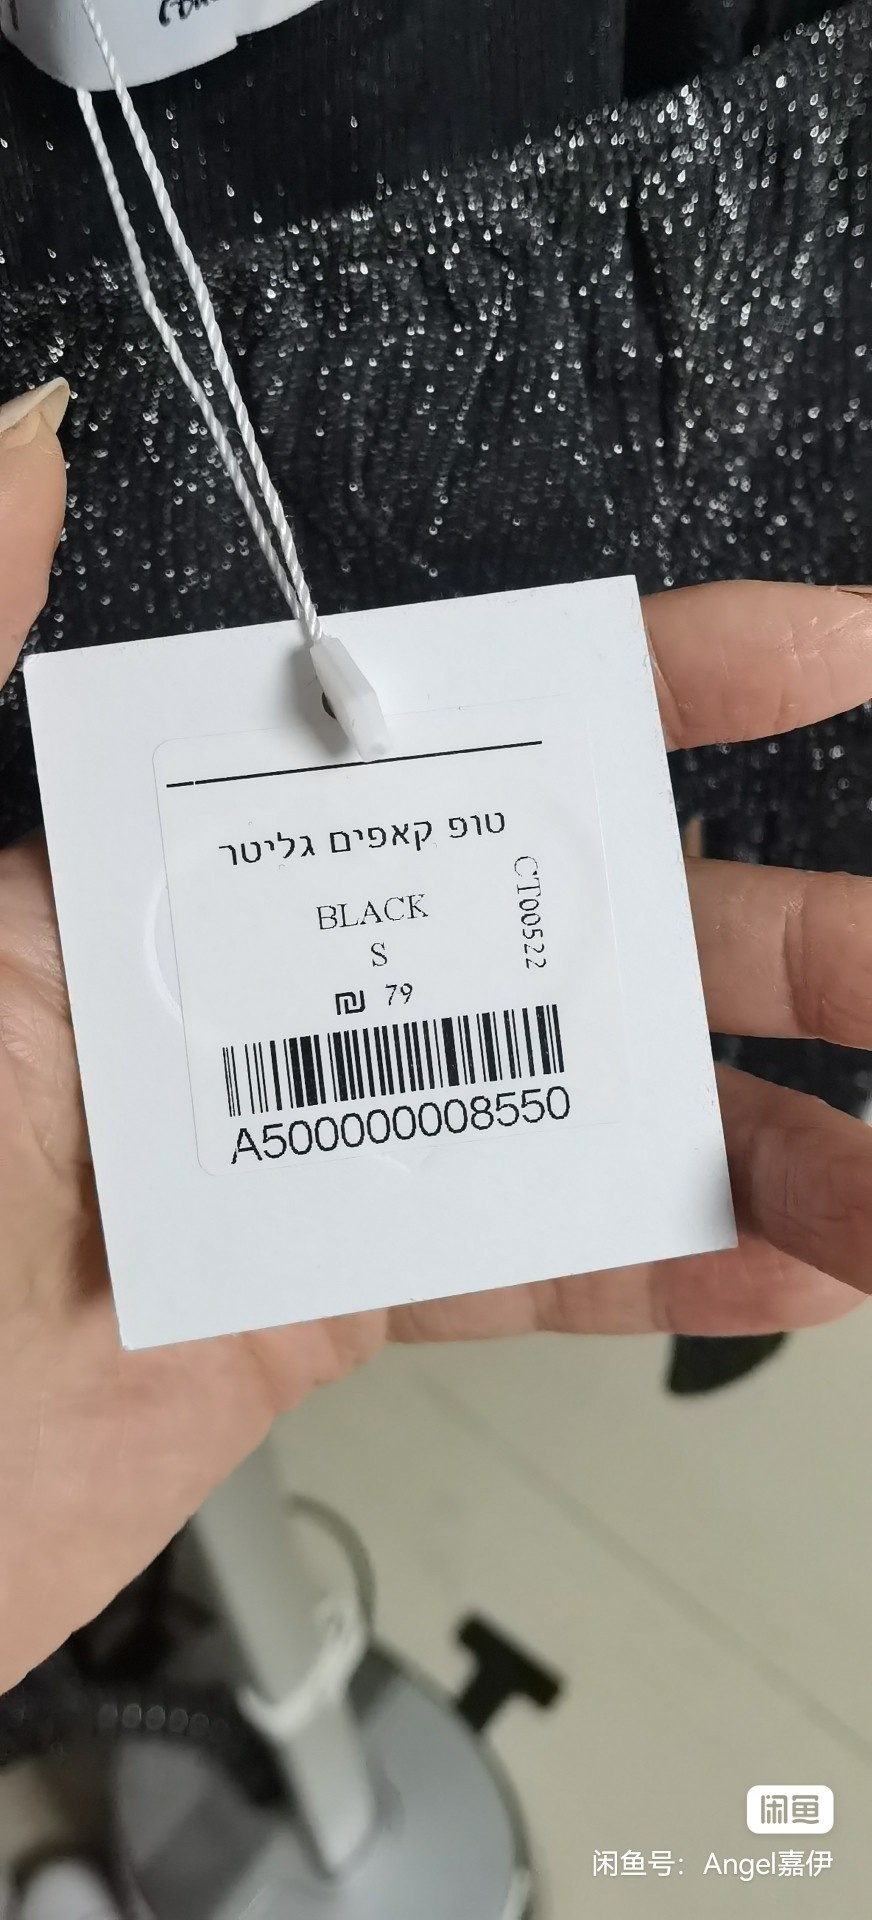 טופ קאפים גליטר
CT00522
BLACK
S
₪ 79
A500000008550
闲鱼
闲鱼号：Angel嘉伊